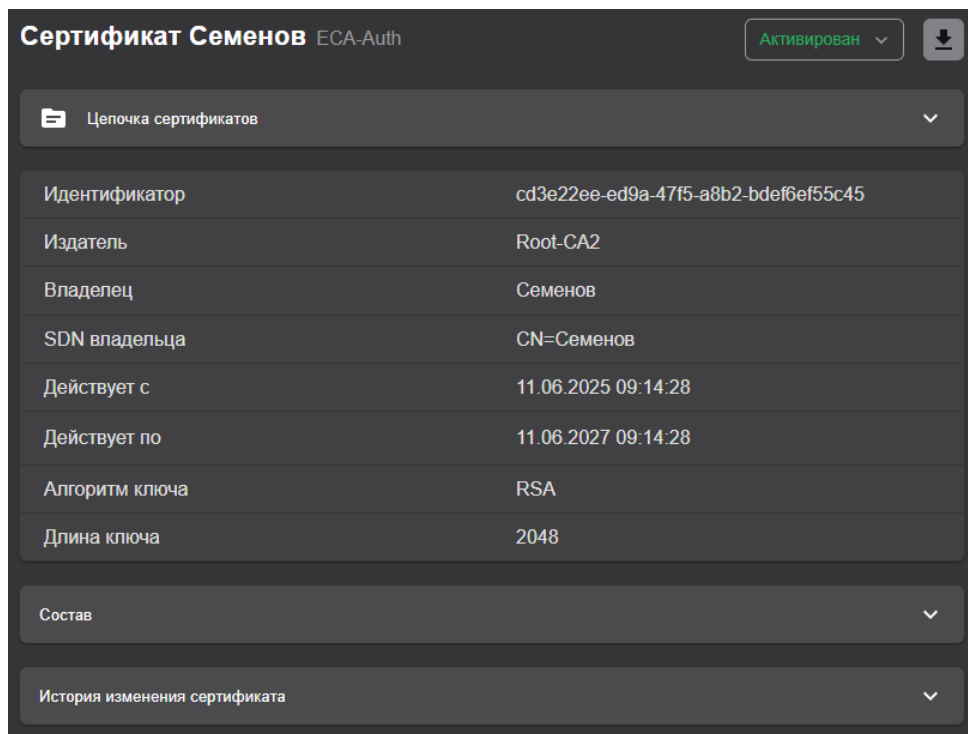 Сертификат Семенов ECA-Auth Активирован
Цепочка сертификатов
Идентификатор cd3e22ee-ed9a-47f5-a8b2-bdef6ef55c45
Издатель Root-CA2
Владелец Семенов
SDN владельца CN=Семенов
Действует с 11.06.2025 09:14:28
Действует по 11.06.2027 09:14:28
Алгоритм ключа RSA
Длина ключа 2048
Состав
История изменения сертификата